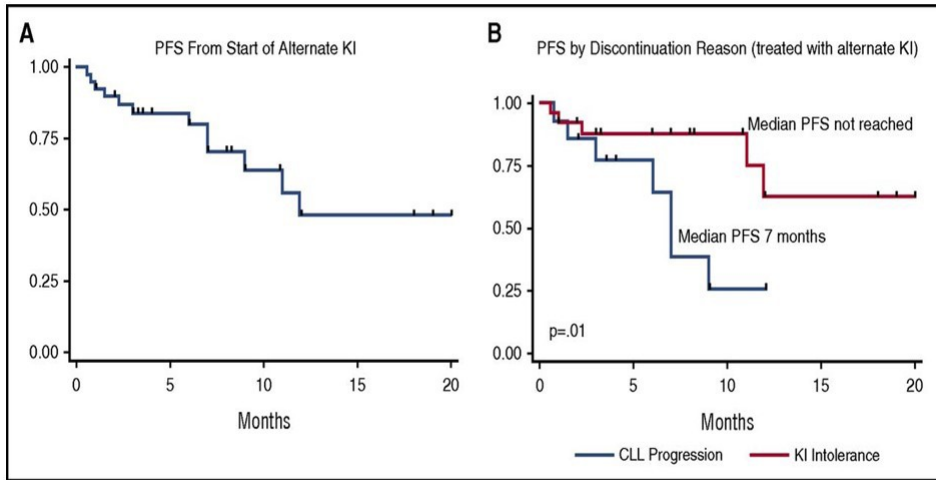 A
PFS From Start of Alternate KI
1.00
0.75
0.50
0.25
0.00
0 5 10 15 20
Months
B
PFS by Discontinuation Reason (treated with alternate KI)
1.00
0.75
0.50
0.25
0.00
Median PFS not reached
Median PFS 7 months
p=.01
0 5 10 15 20
Months
CLL Progression KI Intolerance